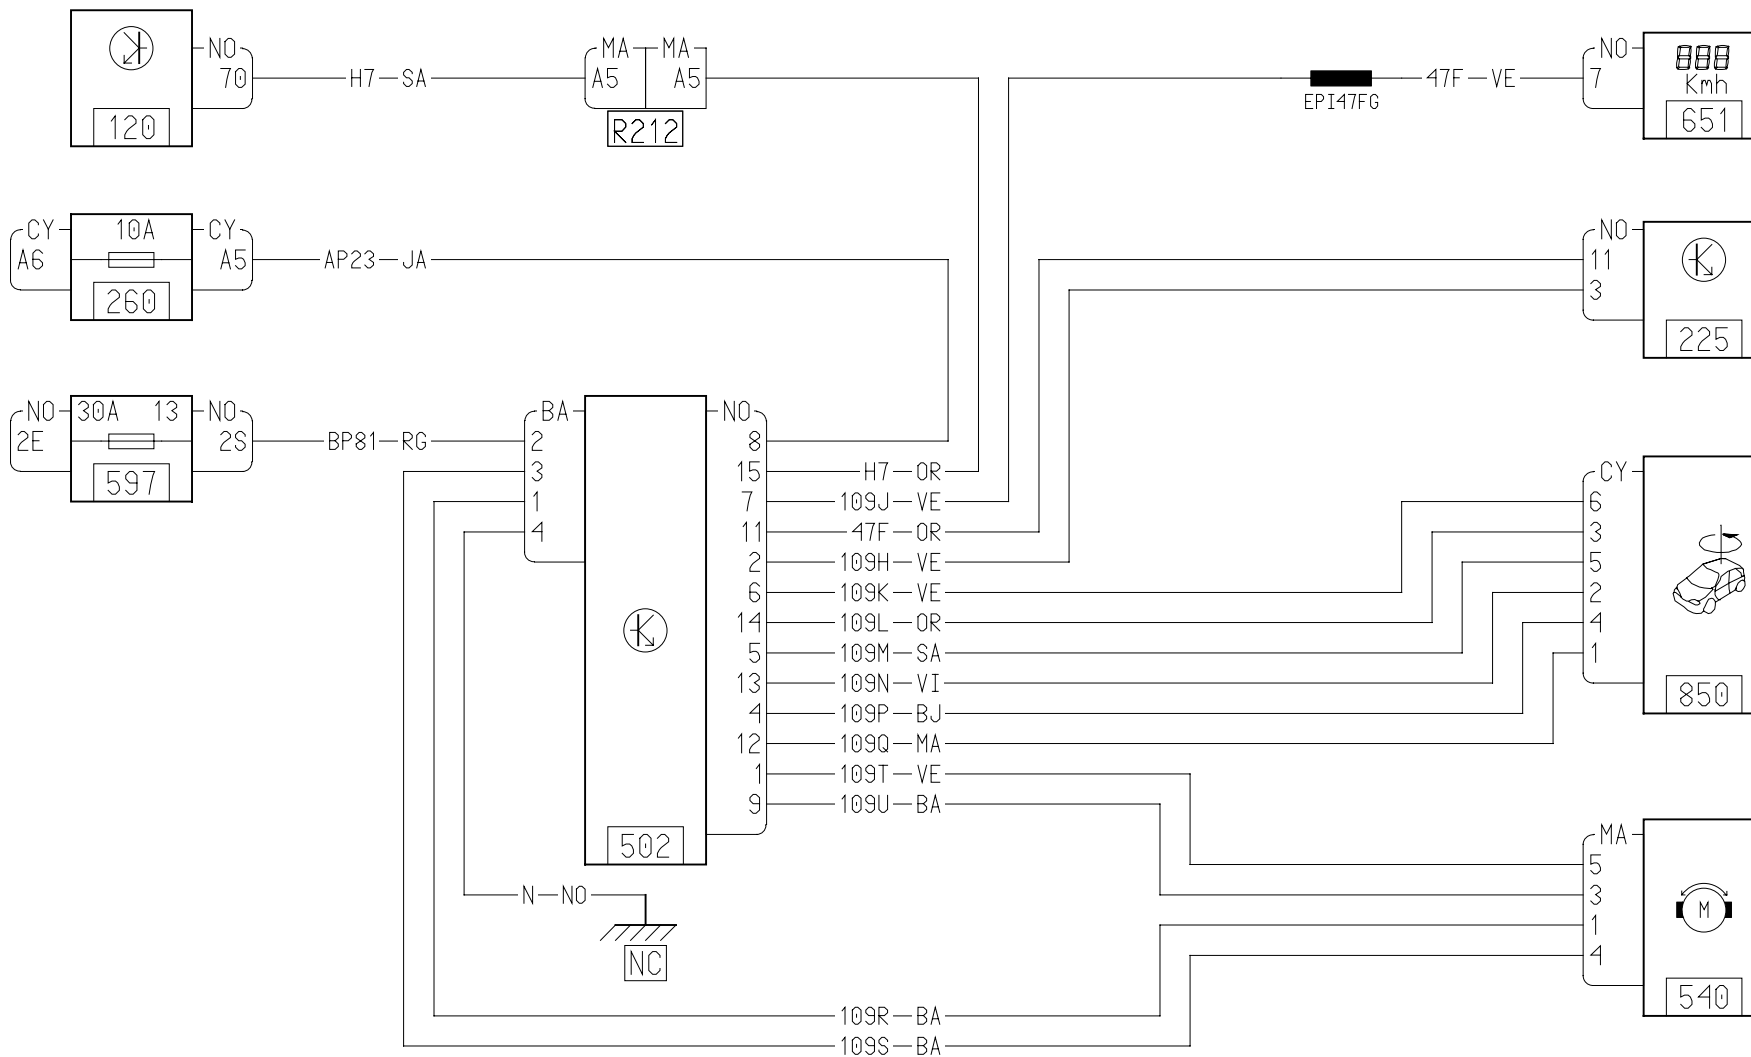 NO
70
120
H7 SA
MA MA
A5 A5
R212
EPI47FG
47F VE
NO
7
Kmh
651
CY 10A CY
A6 A5
260
AP23 JA
NO
11
3
225
NO 30A 13 NO
2E 2S
597
BP81 RG
BA
2
3
1
4
NO
8
15 H7 OR
7 109J VE
11 47F OR
2 109H VE
6 109K VE
14 109L OR
5 109M SA
13 109N VI
4 109P BJ
12 109Q MA
1 109T VE
9 109U BA
502
CY
6
3
5
2
4
1
850
N NO
NC
MA
5
3
1
4
M
540
109R BA
109S BA